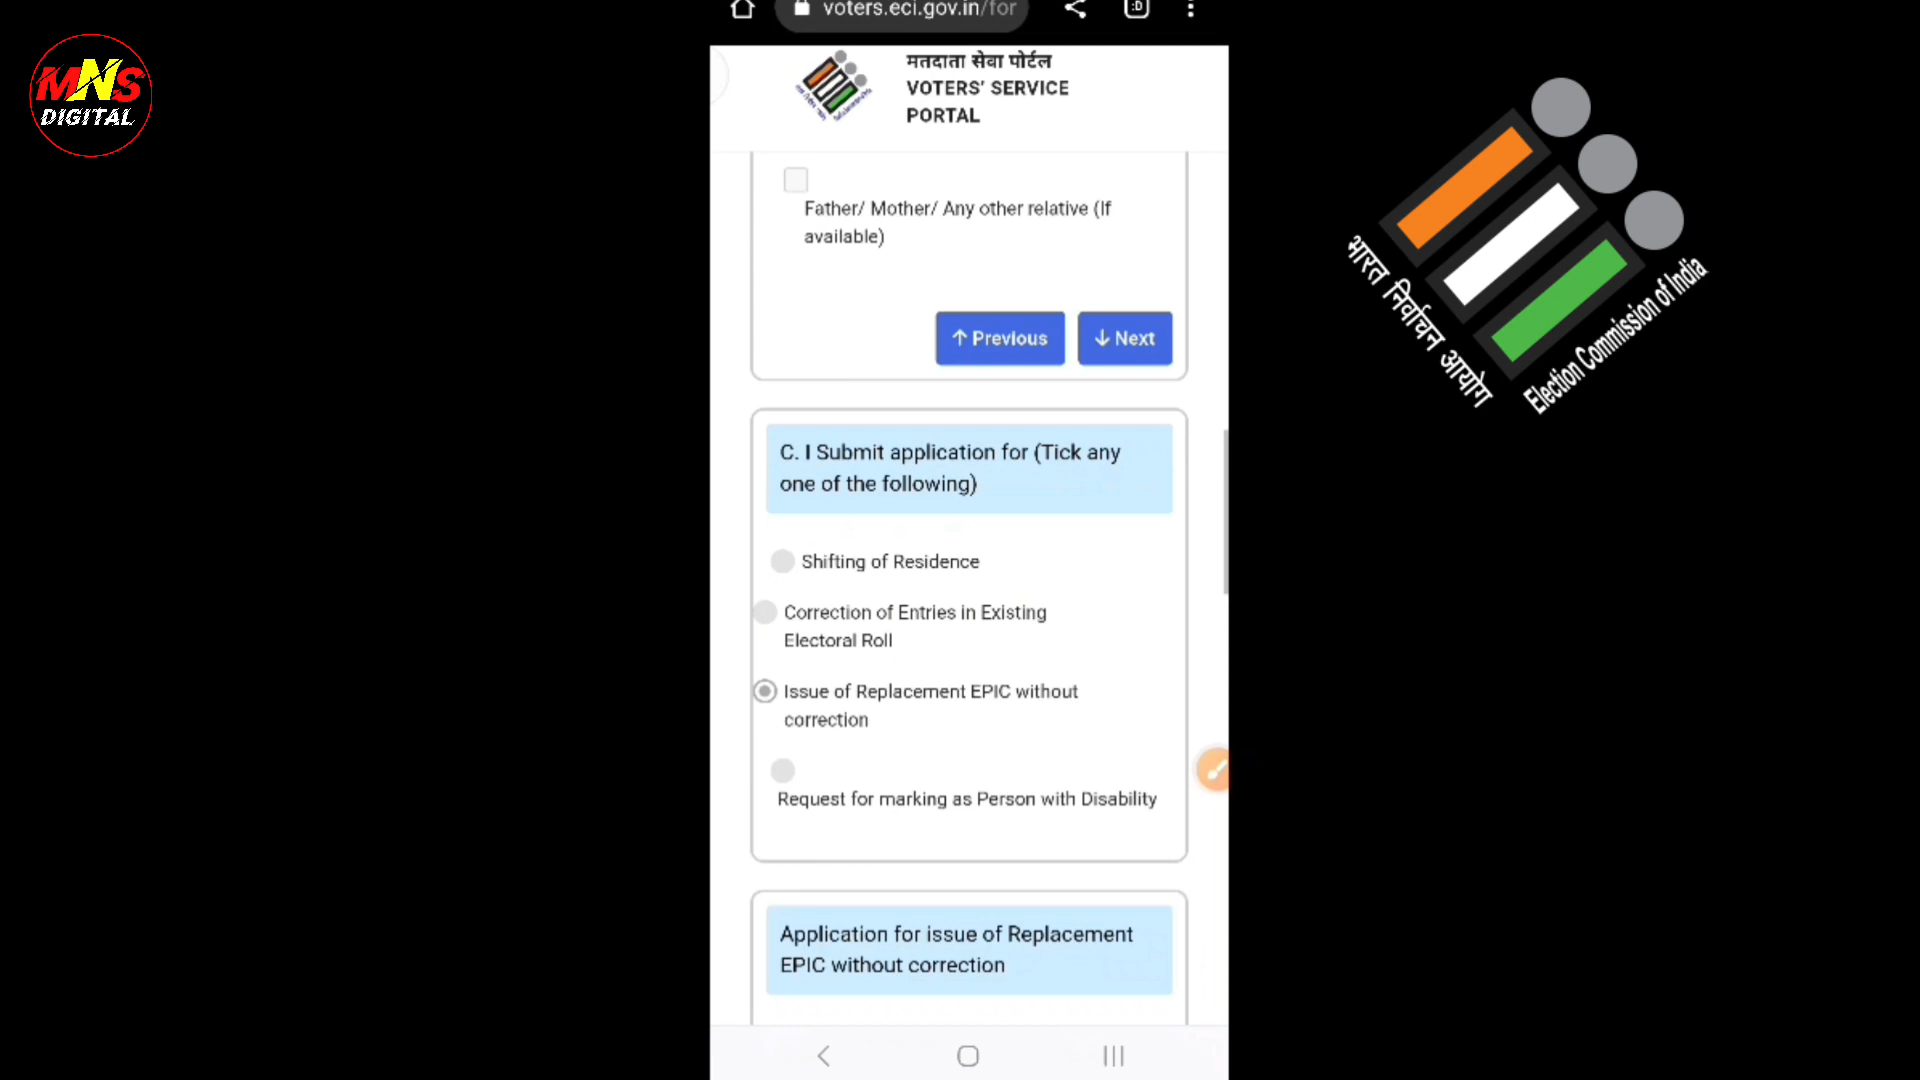 MNS
DIGITAL
voters.eci.gov.in/for
:D
मतदाता सेवा पोर्टल
VOTERS' SERVICE
PORTAL
Father/ Mother/ Any other relative (If
available)
↑ Previous
↓ Next
C. I Submit application for (Tick any
one of the following)
Shifting of Residence
Correction of Entries in Existing
Electoral Roll
Issue of Replacement EPIC without
correction
Request for marking as Person with Disability
Application for issue of Replacement
EPIC without correction
भारत निर्वाचन आयोग
Election Commission of India